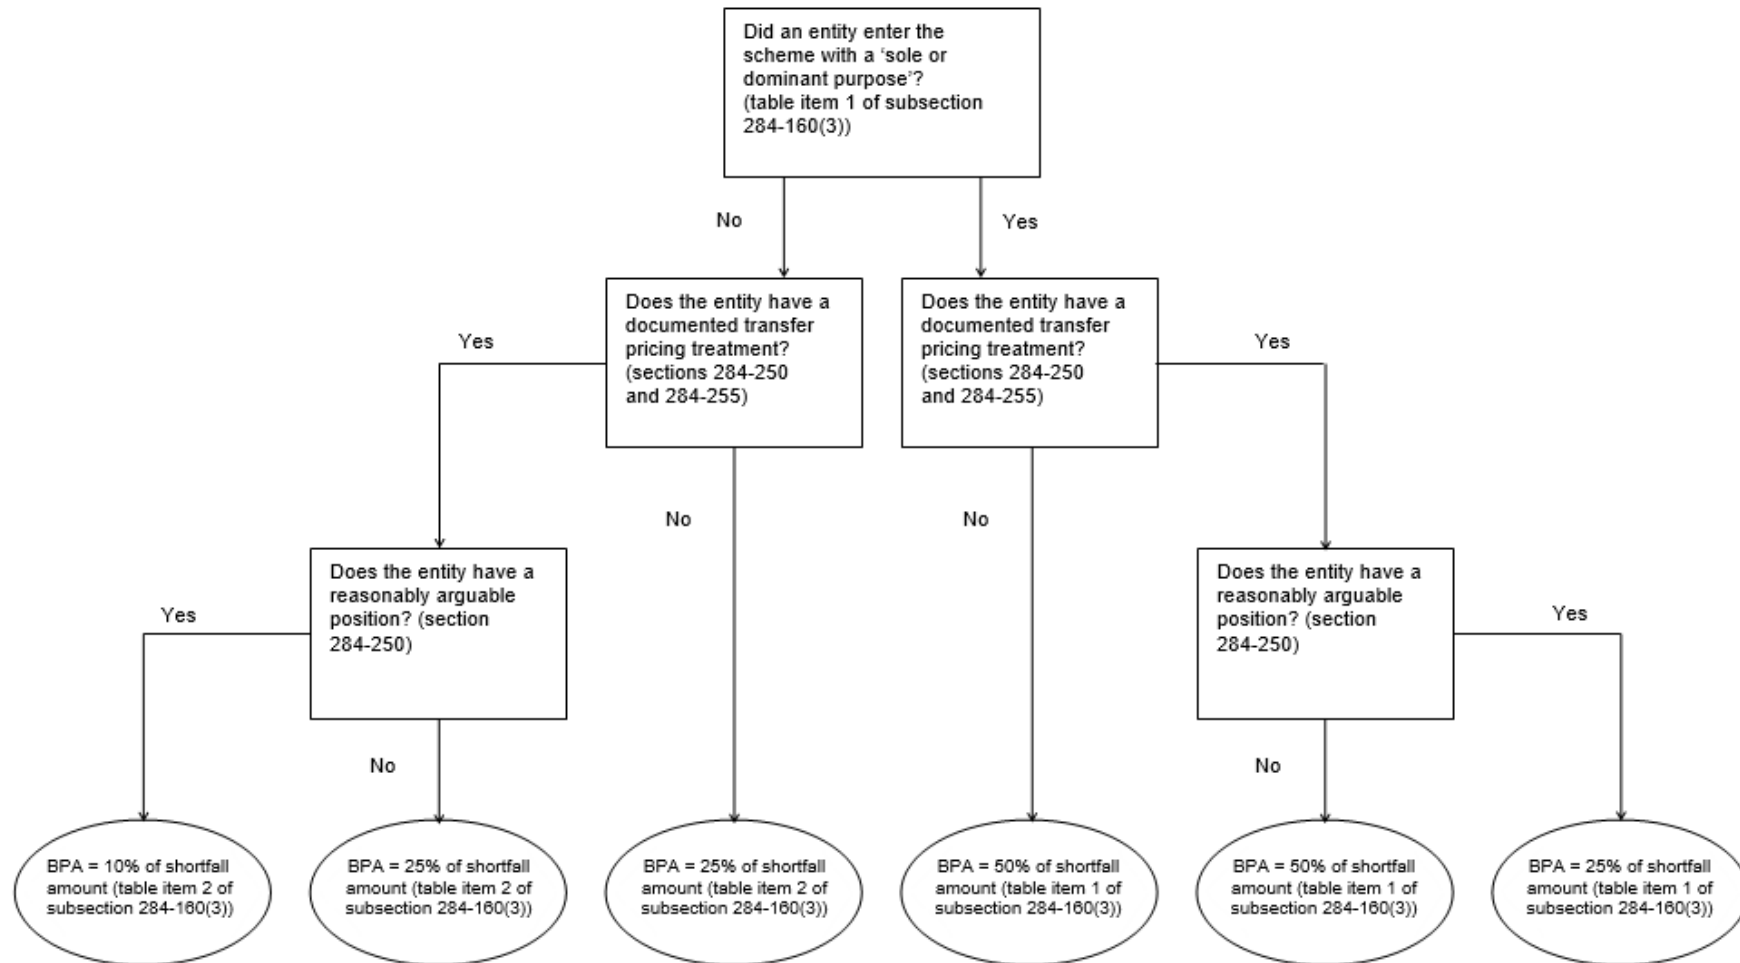 Did an entity enter the
scheme with a ‘sole or
dominant purpose’?
(table item 1 of subsection
284-160(3))
No
Yes
Does the entity have a
documented transfer
pricing treatment?
(sections 284-250
and 284-255)
Does the entity have a
documented transfer
pricing treatment?
(sections 284-250
and 284-255)
Yes
Yes
No
No
Does the entity have a
reasonably arguable
position? (section
284-250)
Does the entity have a
reasonably arguable
position? (section
284-250)
Yes
Yes
No
No
BPA = 10% of shortfall
amount (table item 2 of
subsection 284-160(3))
BPA = 25% of shortfall
amount (table item 2 of
subsection 284-160(3))
BPA = 25% of shortfall
amount (table item 2 of
subsection 284-160(3))
BPA = 50% of shortfall
amount (table item 1 of
subsection 284-160(3))
BPA = 50% of shortfall
amount (table item 1 of
subsection 284-160(3))
BPA = 25% of shortfall
amount (table item 1 of
subsection 284-160(3))